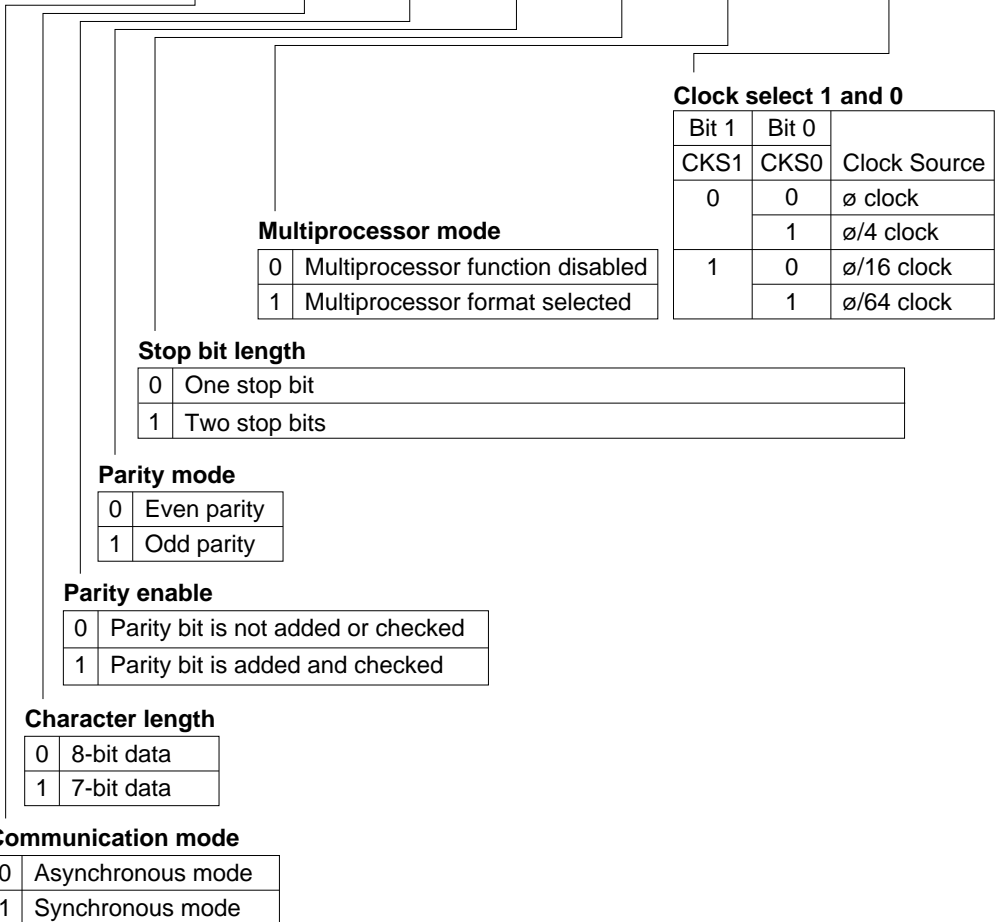 Clock select 1 and 0
Bit 1 Bit 0
CKS1 CKS0 Clock Source
0 0 ø clock
1 ø/4 clock
1 0 ø/16 clock
1 ø/64 clock
Multiprocessor mode
0 Multiprocessor function disabled
1 Multiprocessor format selected
Stop bit length
0 One stop bit
1 Two stop bits
Parity mode
0 Even parity
1 Odd parity
Parity enable
0 Parity bit is not added or checked
1 Parity bit is added and checked
Character length
0 8-bit data
1 7-bit data
Communication mode
0 Asynchronous mode
1 Synchronous mode